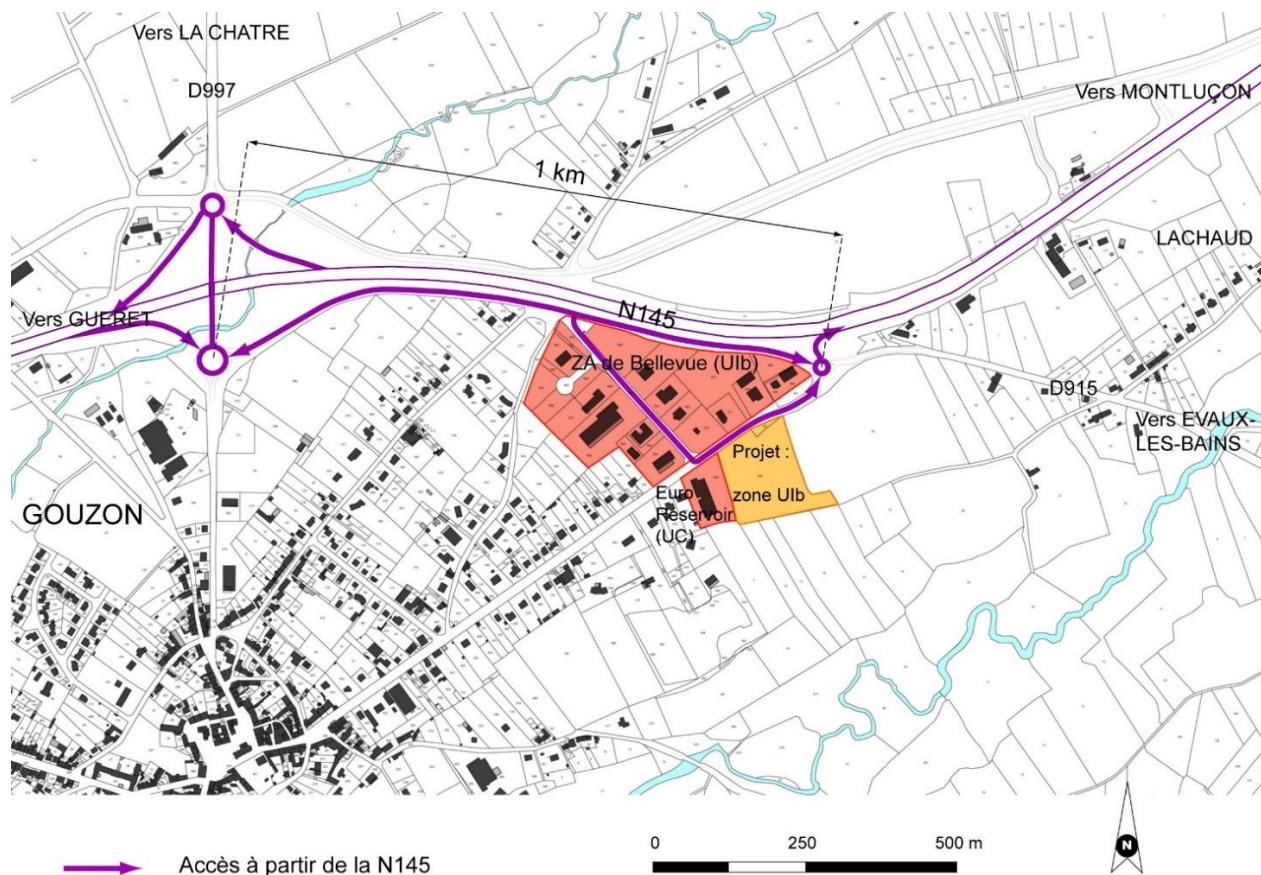 Vers LA CHATRE
D997
Vers MONTLUÇON
1 km
LACHAUD
Vers GUERET
N145
ZA de Bellevue (UIb)
D915
Vers EVAUX-
LES-BAINS
Projet :
zone UIb
Euro
Réservoir
(UC)
GOUZON
0 250 500 m
Accès à partir de la N145
N